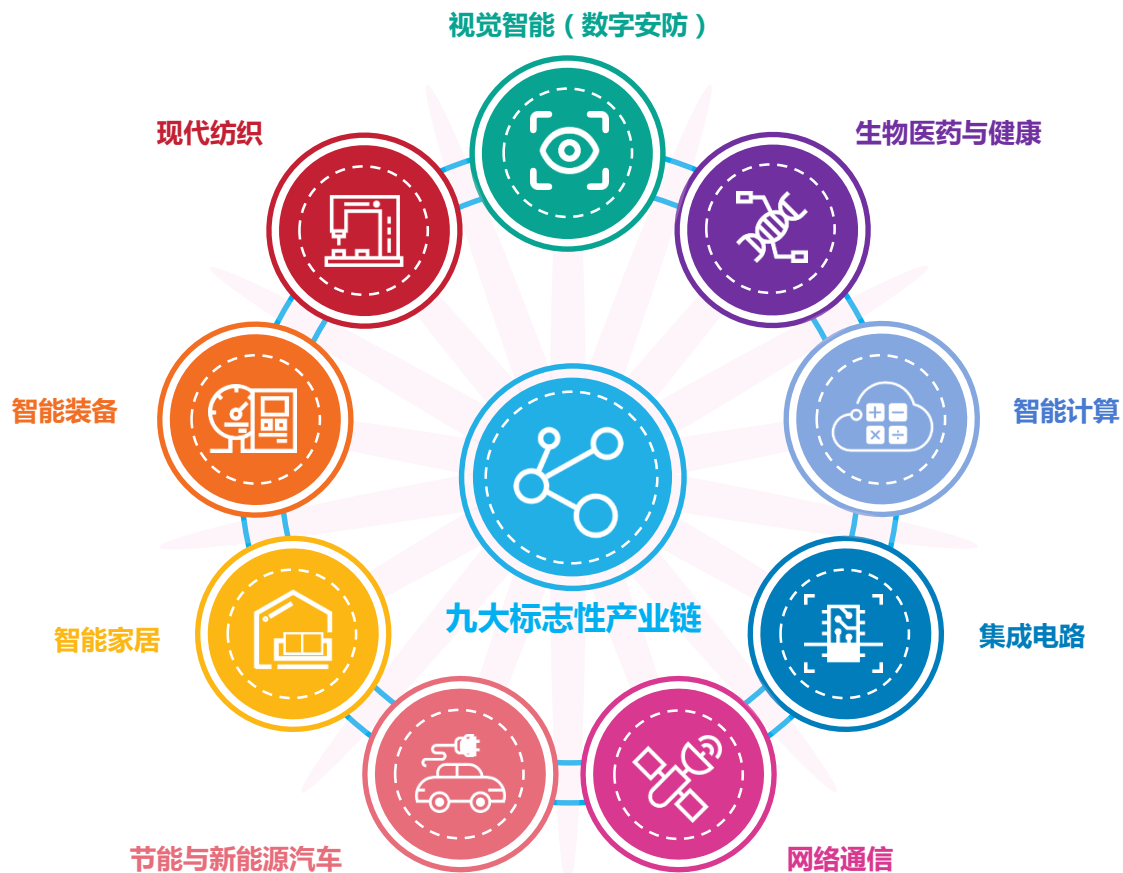 视觉智能（数字安防）
现代纺织
生物医药与健康
智能装备
智能计算
九大标志性产业链
智能家居
集成电路
节能与新能源汽车
网络通信